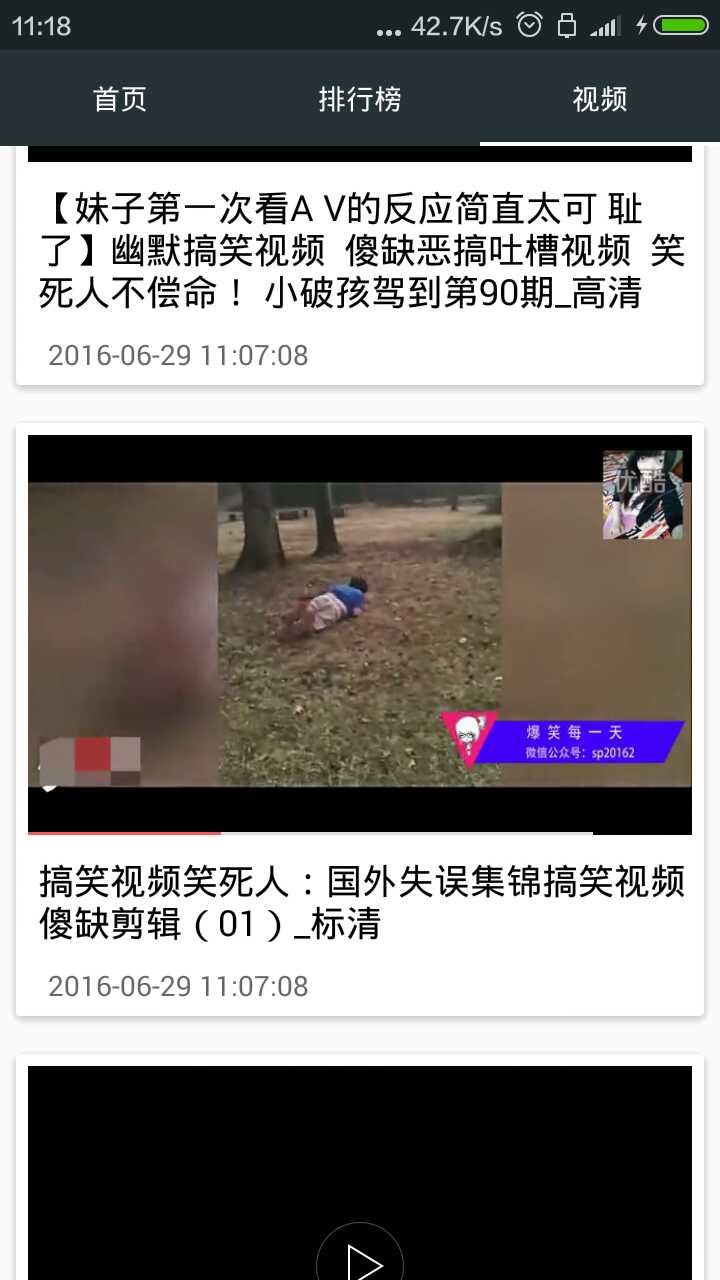 11:18 ... 42.7K/s
首页 排行榜 视频
【妹子第一次看A V的反应简直太可 耻
了】幽默搞笑视频 傻缺恶搞吐槽视频 笑
死人不偿命！ 小破孩驾到第90期_高清
2016-06-29 11:07:08
优酷
爆笑每一天
微信公众号：sp20162
搞笑视频笑死人：国外失误集锦搞笑视频
傻缺剪辑（01）_标清
2016-06-29 11:07:08